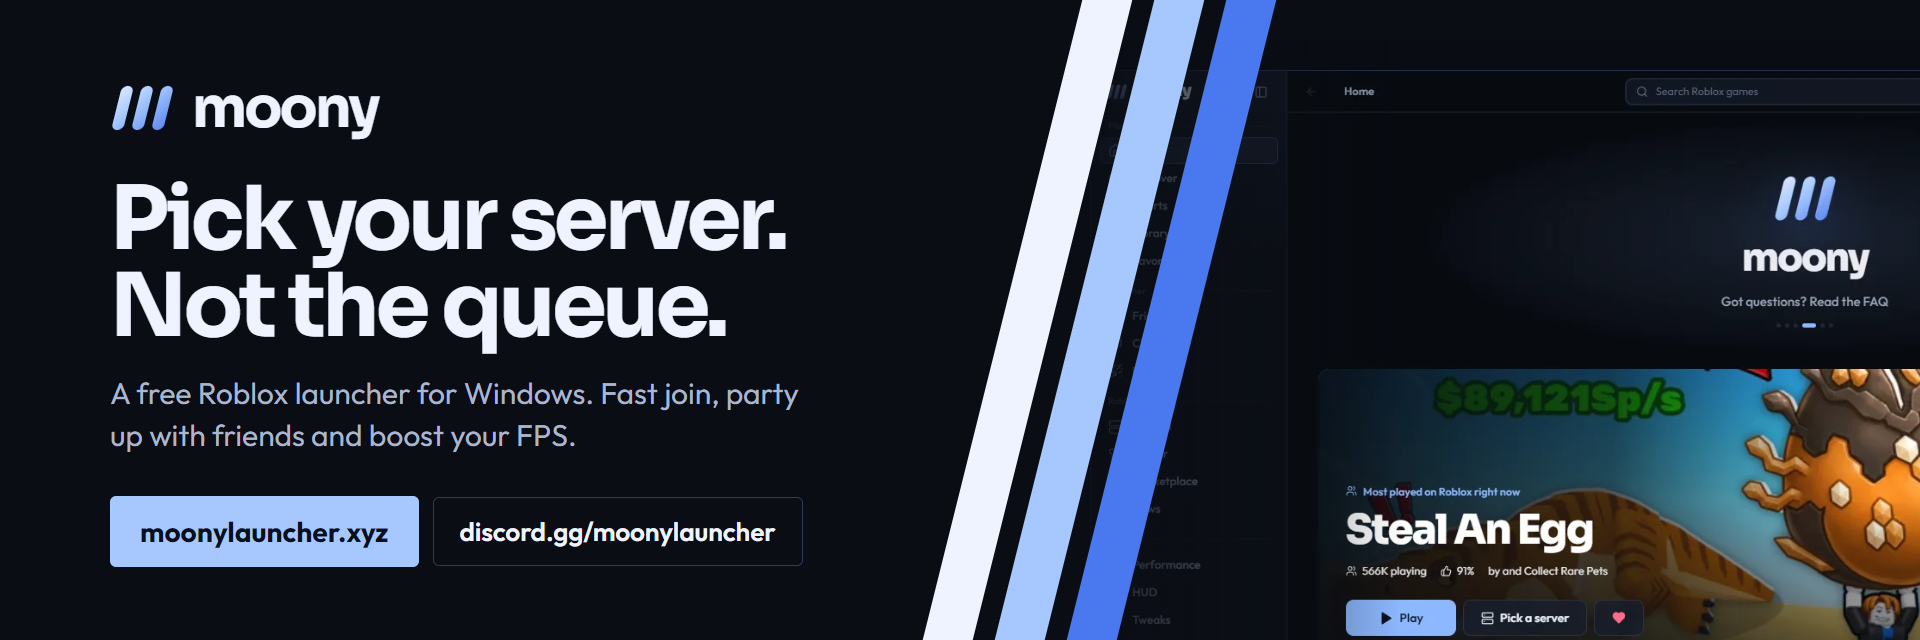 moony
Pick your server.
Not the queue.
A free Roblox launcher for Windows. Fast join, party
up with friends and boost your FPS.
moonylauncher.xyz
discord.gg/moonylauncher
Home
Search Roblox games
moony
Got questions? Read the FAQ
$89,121Sp/s
Most played on Roblox right now
Steal An Egg
566K playing 91% by and Collect Rare Pets
Play
Pick a server
Performance
HUD
Tweaks